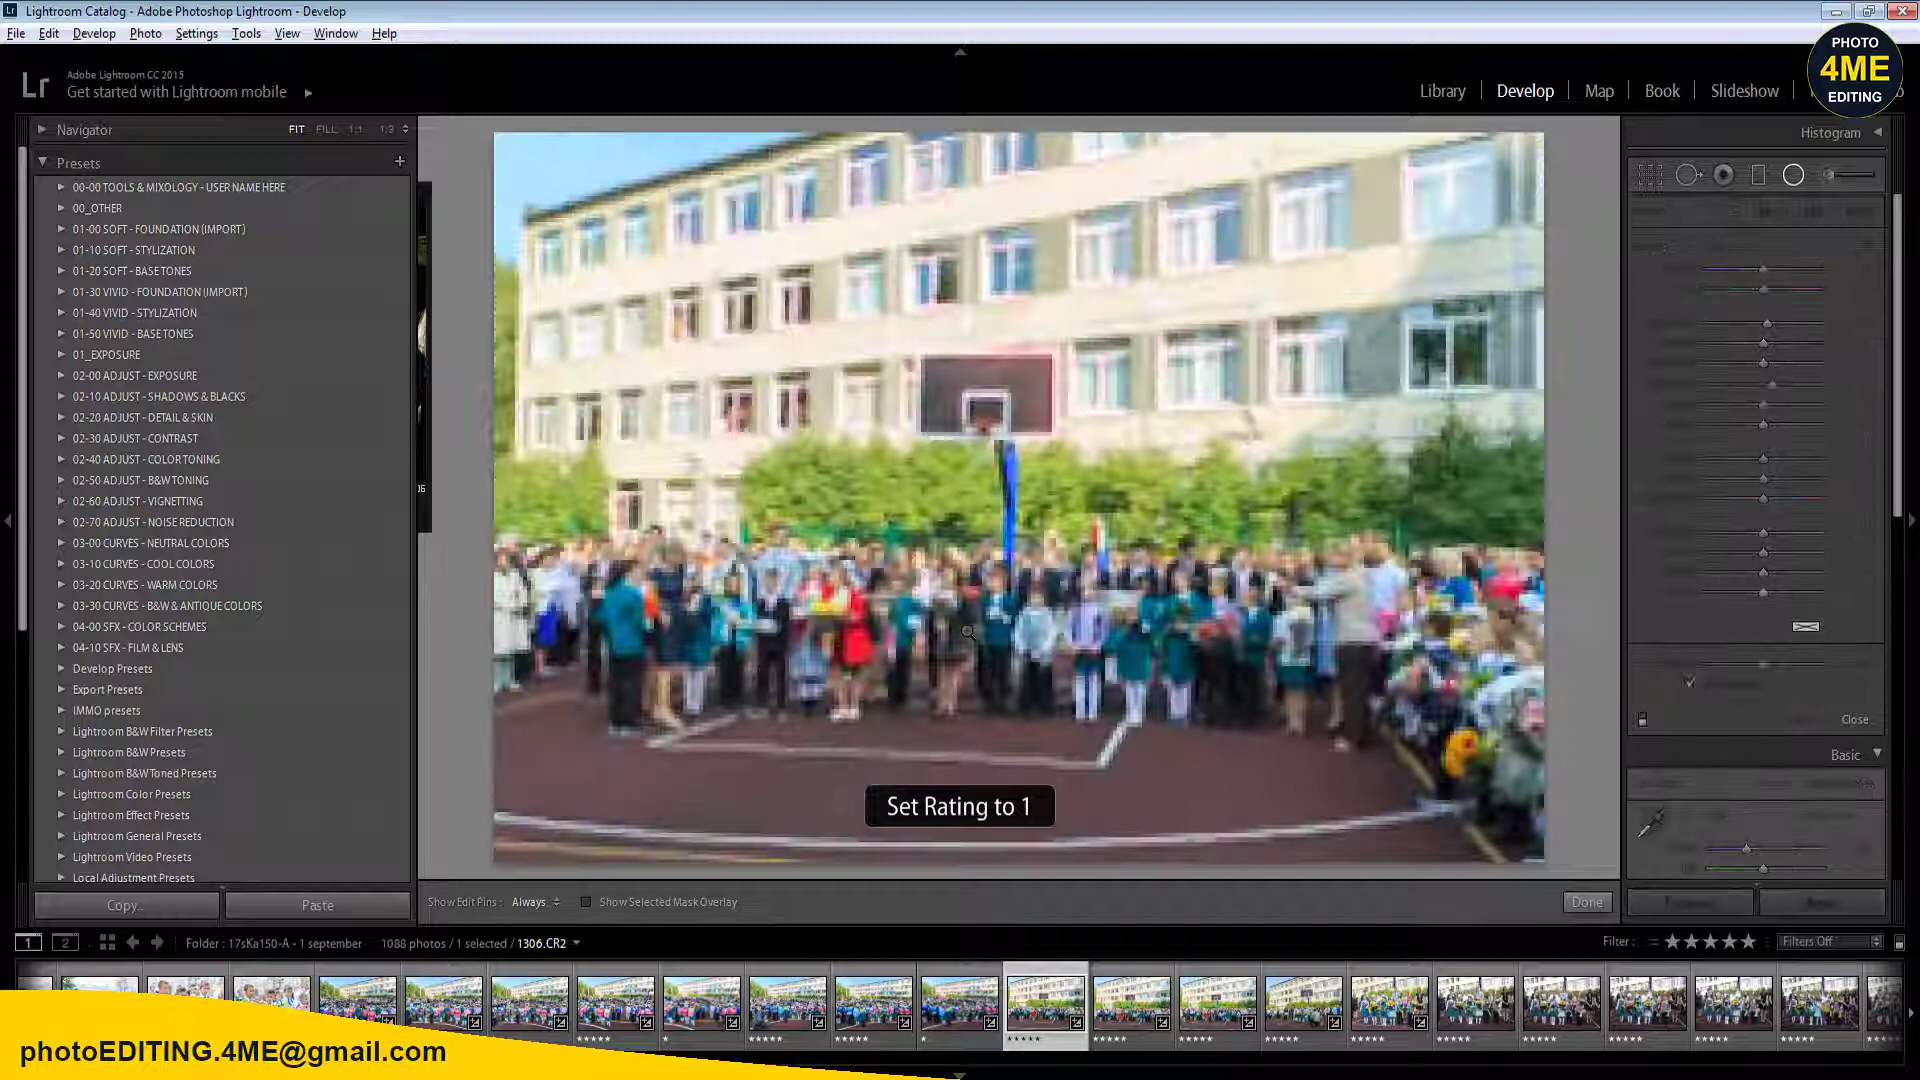 Lightroom Catalog - Adobe Photoshop Lightroom - Develop
File Edit Develop Photo Settings Tools View Window Help
PHOTO
4ME
EDITING
Lr
Adobe Lightroom CC 2015
Get started with Lightroom mobile
Library Develop Map Book Slideshow
Navigator FIT FILL 1:1 1:3
Histogram
Presets
00-00 TOOLS & MIXOLOGY - USER NAME HERE
00_OTHER
01-00 SOFT - FOUNDATION (IMPORT)
01-10 SOFT - STYLIZATION
01-20 SOFT - BASE TONES
01-30 VIVID - FOUNDATION (IMPORT)
01-40 VIVID - STYLIZATION
01-50 VIVID - BASE TONES
01_EXPOSURE
02-00 ADJUST - EXPOSURE
02-10 ADJUST - SHADOWS & BLACKS
02-20 ADJUST - DETAIL & SKIN
02-30 ADJUST - CONTRAST
02-40 ADJUST - COLOR TONING
02-50 ADJUST - B&W TONING
02-60 ADJUST - VIGNETTING
02-70 ADJUST - NOISE REDUCTION
03-00 CURVES - NEUTRAL COLORS
03-10 CURVES - COOL COLORS
03-20 CURVES - WARM COLORS
03-30 CURVES - B&W & ANTIQUE COLORS
04-00 SFX - COLOR SCHEMES
04-10 SFX - FILM & LENS
Develop Presets
Export Presets
IMMO presets
Lightroom B&W Filter Presets
Lightroom B&W Presets
Lightroom B&W Toned Presets
Lightroom Color Presets
Lightroom Effect Presets
Lightroom General Presets
Lightroom Video Presets
Local Adjustment Presets
Close
Basic
Set Rating to 1
Copy... Paste
Show Edit Pins : Always Show Selected Mask Overlay Done
1 2 Folder : 17sKa150-A - 1 september 1088 photos / 1 selected / 1306.CR2 Filter : Filters Off
photoEDITING.4ME@gmail.com